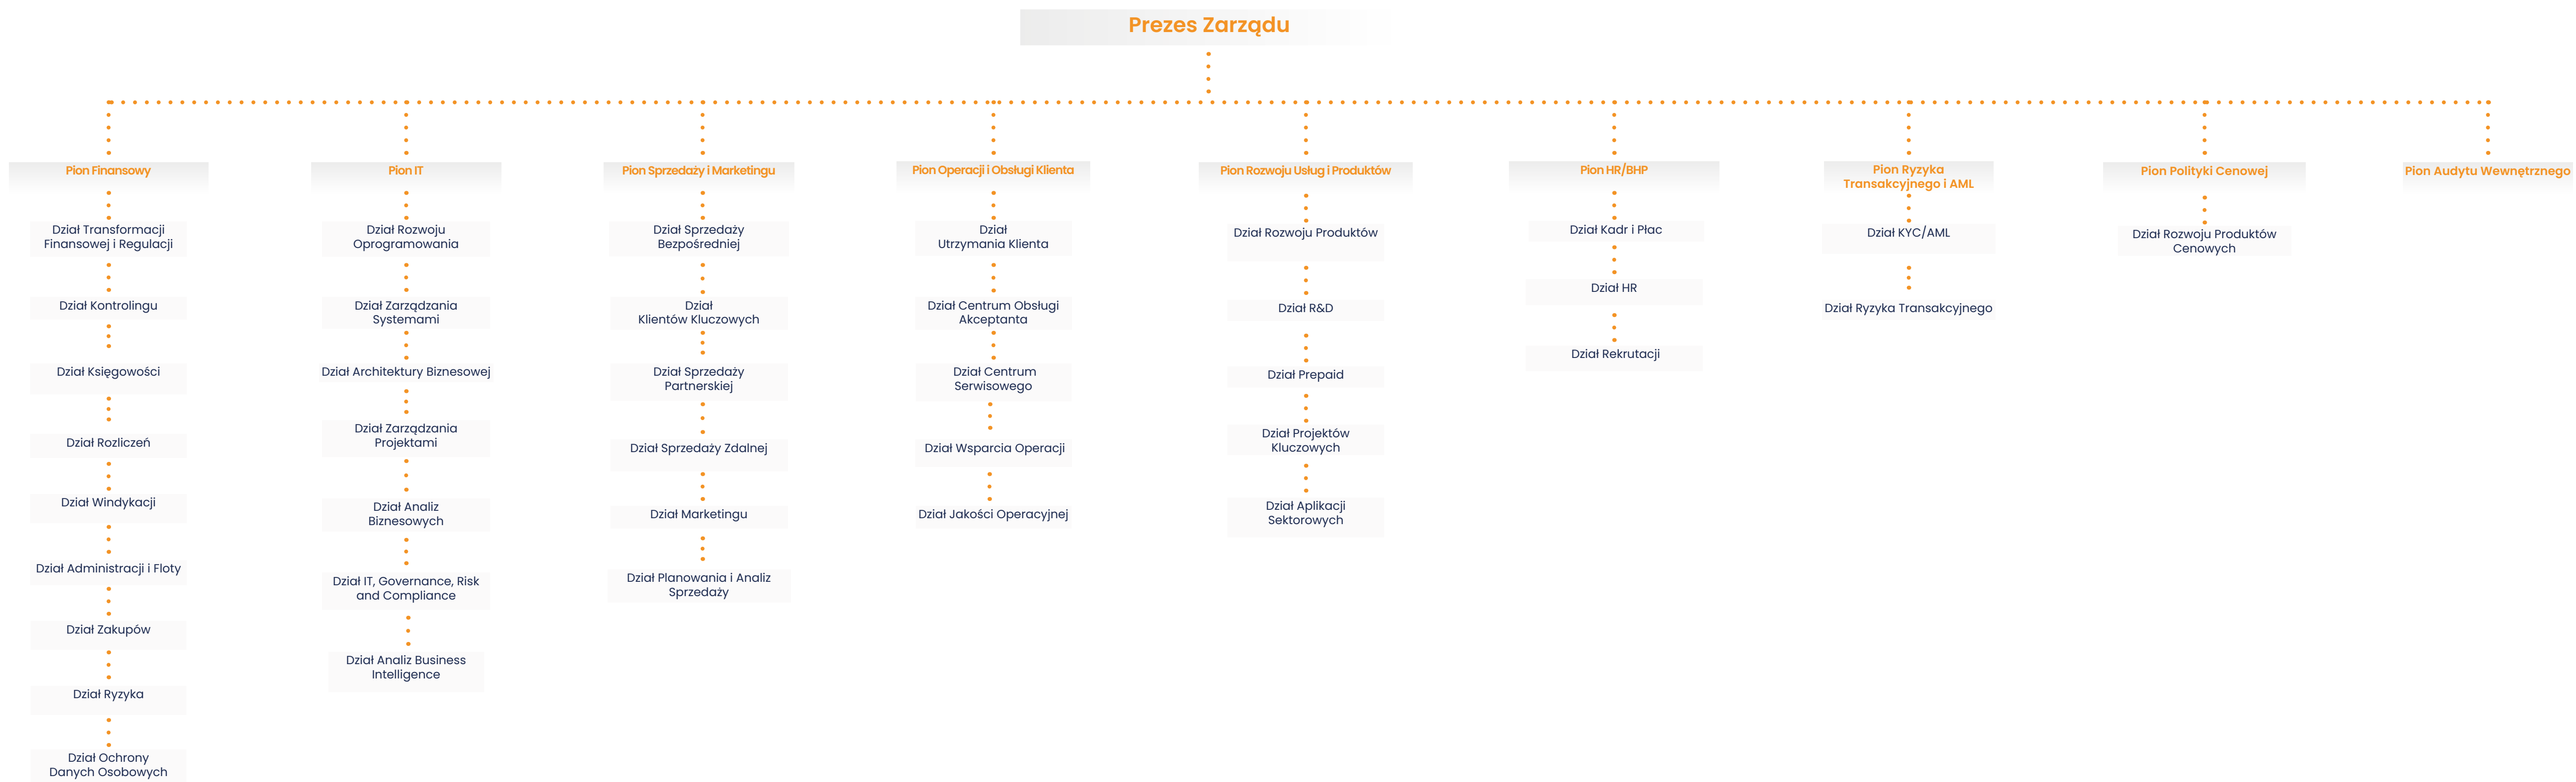 Prezes Zarządu
Pion Finansowy
Dział Transformacji
Finansowej i Regulacji
Dział Kontrolingu
Dział Księgowości
Dział Rozliczeń
Dział Windykacji
Dział Administracji i Floty
Dział Zakupów
Dział Ryzyka
Dział Ochrony
Danych Osobowych
Pion IT
Dział Rozwoju
Oprogramowania
Dział Zarządzania
Systemami
Dział Architektury Biznesowej
Dział Zarządzania
Projektami
Dział Analiz
Biznesowych
Dział IT, Governance, Risk
and Compliance
Dział Analiz Business
Intelligence
Pion Sprzedaży i Marketingu
Dział Sprzedaży
Bezpośredniej
Dział
Klientów Kluczowych
Dział Sprzedaży
Partnerskiej
Dział Sprzedaży Zdalnej
Dział Marketingu
Dział Planowania i Analiz
Sprzedaży
Pion Operacji i Obsługi Klienta
Dział
Utrzymania Klienta
Dział Centrum Obsługi
Akceptanta
Dział Centrum
Serwisowego
Dział Wsparcia Operacji
Dział Jakości Operacyjnej
Pion Rozwoju Usług i Produktów
Dział Rozwoju Produktów
Dział R&D
Dział Prepaid
Dział Projektów
Kluczowych
Dział Aplikacji
Sektorowych
Pion HR/BHP
Dział Kadr i Płac
Dział HR
Dział Rekrutacji
Pion Ryzyka
Transakcyjnego i AML
Dział KYC/AML
Dział Ryzyka Transakcyjnego
Pion Polityki Cenowej
Dział Rozwoju Produktów
Cenowych
Pion Audytu Wewnętrznego